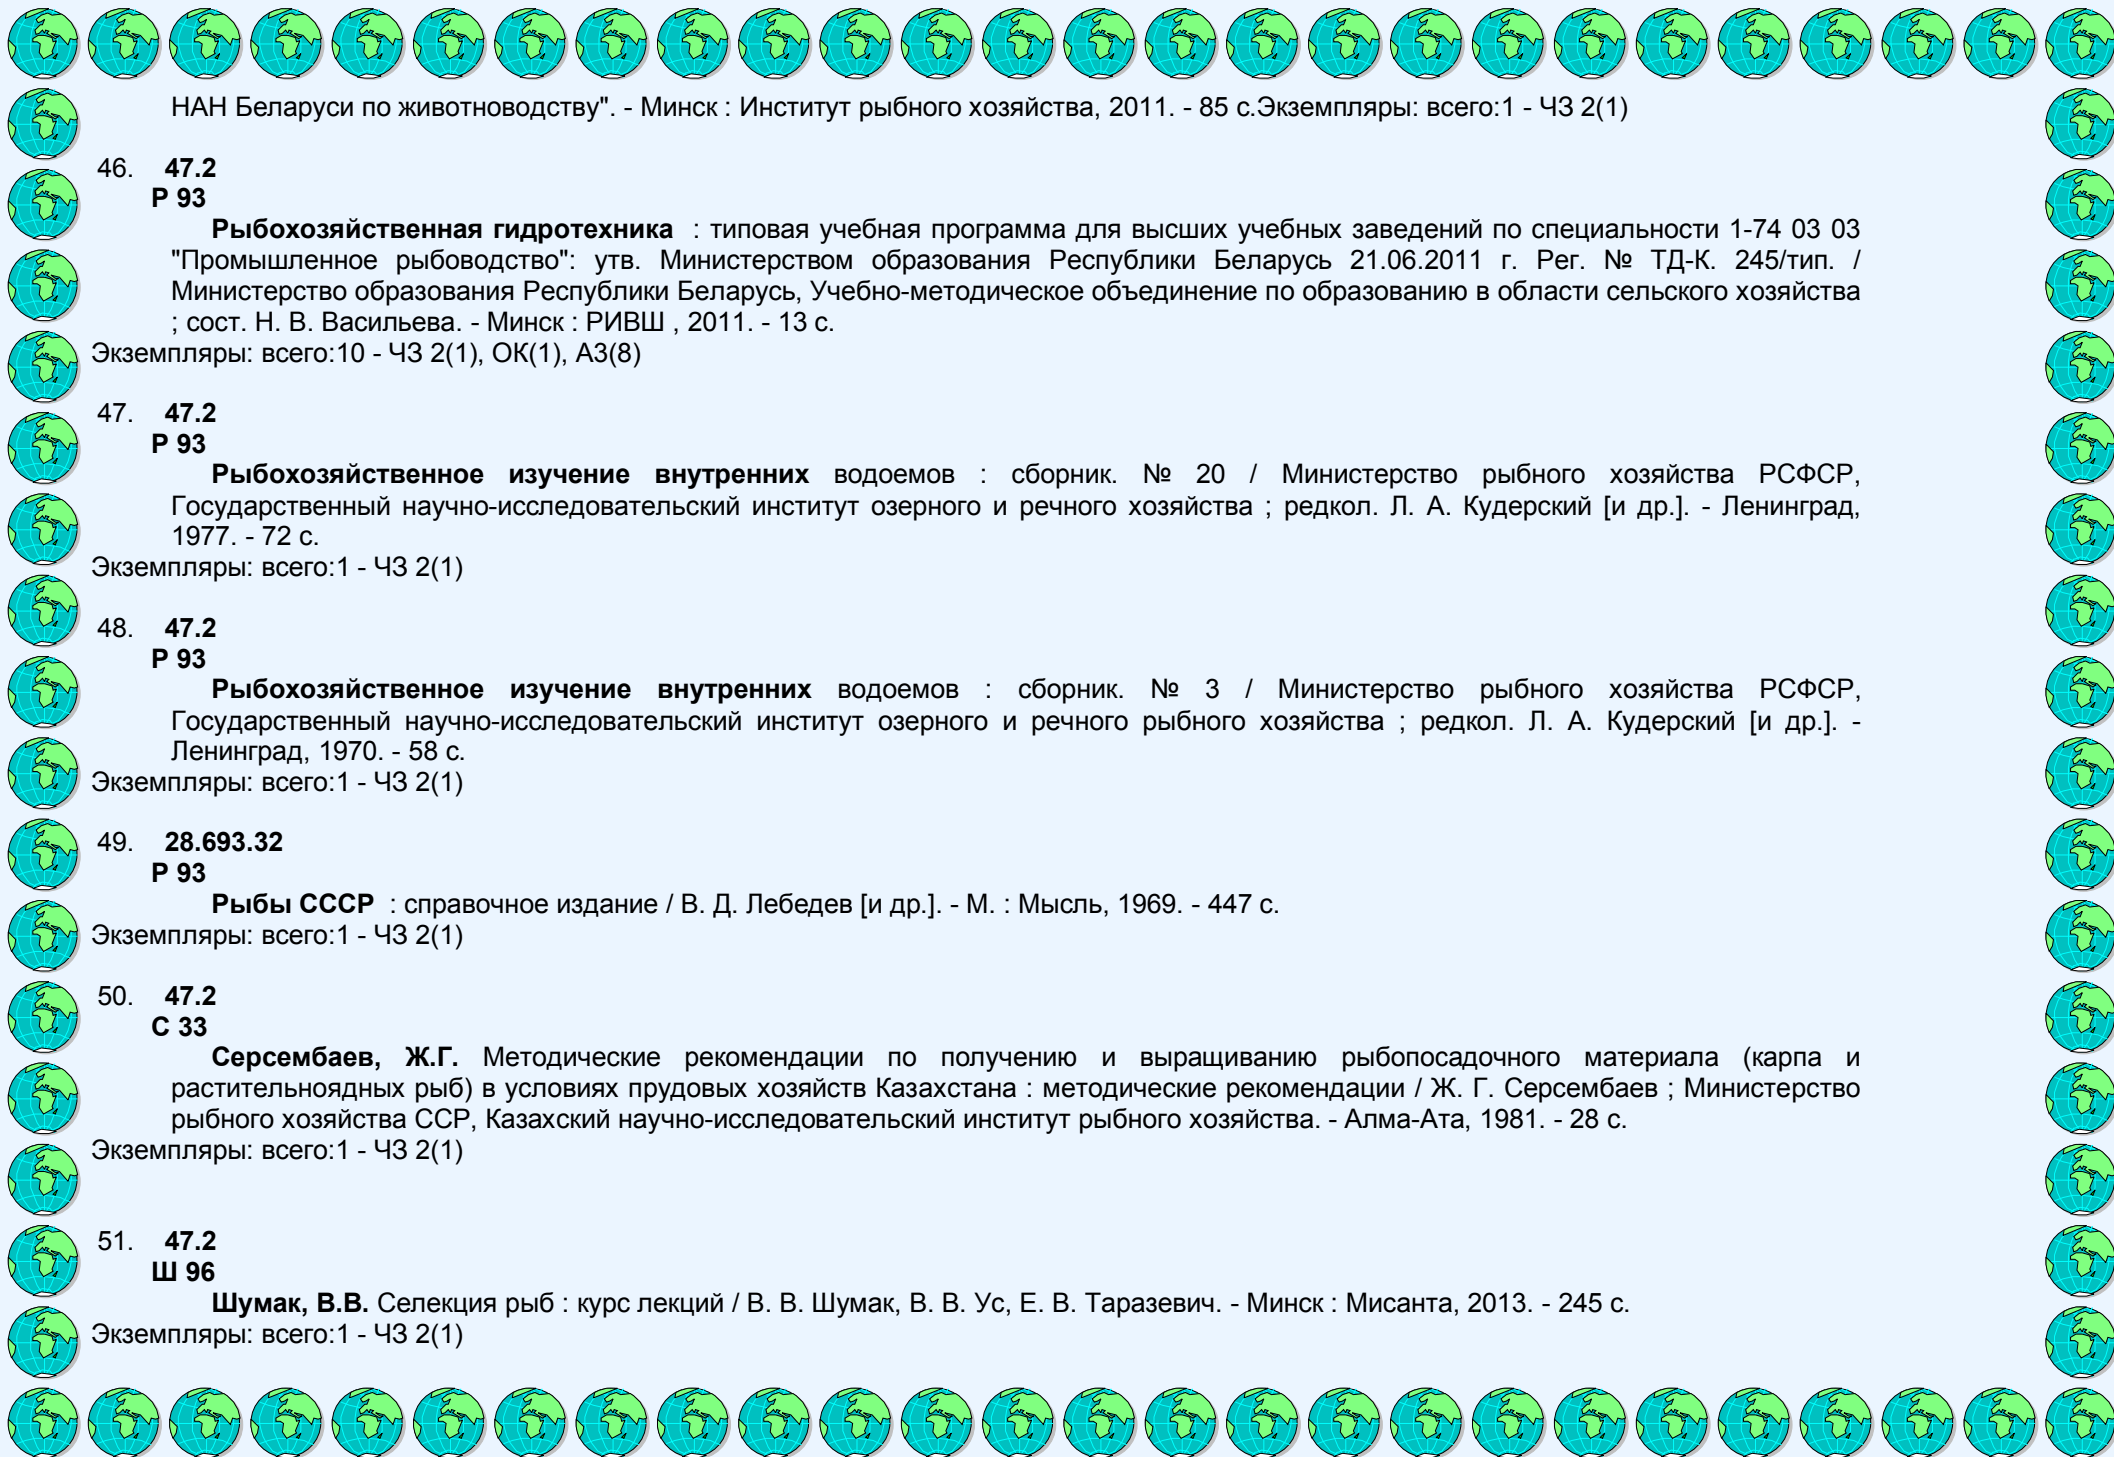 НАН Беларуси по животноводству". - Минск : Институт рыбного хозяйства, 2011. - 85 с.Экземпляры: всего:1 - ЧЗ 2(1)
46. 47.2
Р 93
Рыбохозяйственная гидротехника : типовая учебная программа для высших учебных заведений по специальности 1-74 03 03
"Промышленное рыбоводство": утв. Министерством образования Республики Беларусь 21.06.2011 г. Рег. № ТД-К. 245/тип. /
Министерство образования Республики Беларусь, Учебно-методическое объединение по образованию в области сельского хозяйства
; сост. Н. В. Васильева. - Минск : РИВШ , 2011. - 13 с.
Экземпляры: всего:10 - ЧЗ 2(1), ОК(1), АЗ(8)
47. 47.2
Р 93
Рыбохозяйственное изучение внутренних водоемов : сборник. № 20 / Министерство рыбного хозяйства РСФСР,
Государственный научно-исследовательский институт озерного и речного хозяйства ; редкол. Л. А. Кудерский [и др.]. - Ленинград,
1977. - 72 с.
Экземпляры: всего:1 - ЧЗ 2(1)
48. 47.2
Р 93
Рыбохозяйственное изучение внутренних водоемов : сборник. № 3 / Министерство рыбного хозяйства РСФСР,
Государственный научно-исследовательский институт озерного и речного рыбного хозяйства ; редкол. Л. А. Кудерский [и др.]. -
Ленинград, 1970. - 58 с.
Экземпляры: всего:1 - ЧЗ 2(1)
49. 28.693.32
Р 93
Рыбы СССР : справочное издание / В. Д. Лебедев [и др.]. - М. : Мысль, 1969. - 447 с.
Экземпляры: всего:1 - ЧЗ 2(1)
50. 47.2
С 33
Серсембаев, Ж.Г. Методические рекомендации по получению и выращиванию рыбопосадочного материала (карпа и
растительноядных рыб) в условиях прудовых хозяйств Казахстана : методические рекомендации / Ж. Г. Серсембаев ; Министерство
рыбного хозяйства ССР, Казахский научно-исследовательский институт рыбного хозяйства. - Алма-Ата, 1981. - 28 с.
Экземпляры: всего:1 - ЧЗ 2(1)
51. 47.2
Ш 96
Шумак, В.В. Селекция рыб : курс лекций / В. В. Шумак, В. В. Ус, Е. В. Таразевич. - Минск : Мисанта, 2013. - 245 с.
Экземпляры: всего:1 - ЧЗ 2(1)